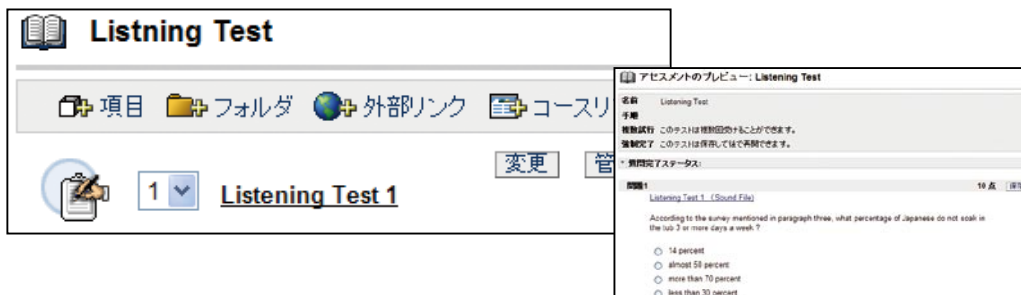 Listning Test
項目 フォルダ 外部リンク コースリ
変更 管
1 Listening Test 1
アセスメントのプレビュー: Listening Test
名前 Listening Test
手順
複数試行 このテストは複数回受けることができます。
強制完了 このテストは保存して後で再開できます。
質問完了ステータス:
問題1 10 点 保存
Listening Test 1 (Sound File)
According to the survey mentioned in paragraph three, what percentage of Japanese do not soak in
the tub 3 or more days a week ?
14 percent
almost 50 percent
more than 70 percent
less than 30 percent